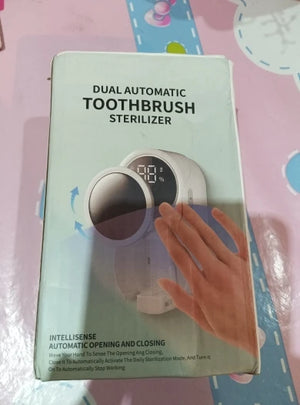 DUAL AUTOMATIC
TOOTHBRUSH
STERILIZER
%
INTELLISENSE
AUTOMATIC OPENING AND CLOSING
Wave Your Hand To Sense The Opening Ang Closing,
Close It To Automatically Activate The Daily Sterilization Mode, And Turn It
On To Automatically Stop Working